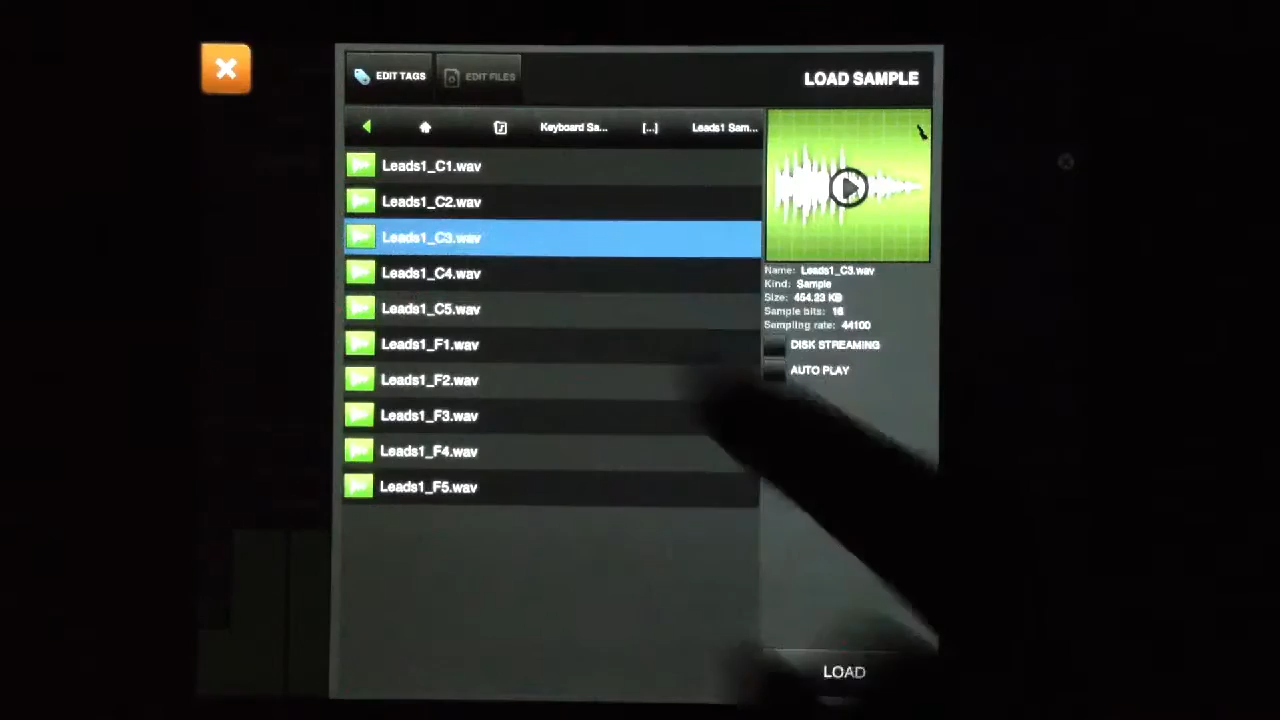 EDIT TAGS
EDIT FILES
LOAD SAMPLE
Keyboard Sa...
[...]
Leads1 Sam...
Leads1_C1.wav
Leads1_C2.wav
Leads1_C3.wav
Leads1_C4.wav
Leads1_C5.wav
Leads1_F1.wav
Leads1_F2.wav
Leads1_F3.wav
Leads1_F4.wav
Leads1_F5.wav
Name: Leads1_C3.wav
Kind: Sample
Size: 454.23 KB
Sample bits: 16
Sampling rate: 44100
DISK STREAMING
AUTO PLAY
LOAD